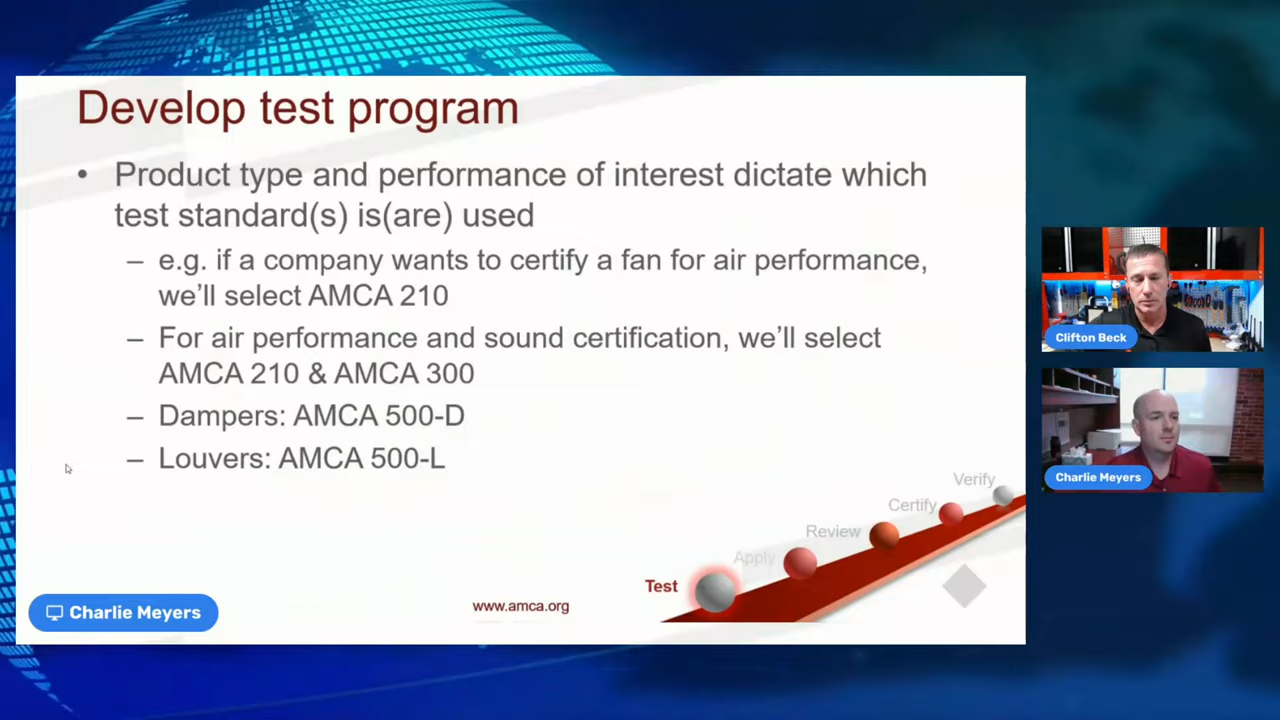 Develop test program
• Product type and performance of interest dictate which
test standard(s) is(are) used
– e.g. if a company wants to certify a fan for air performance,
we'll select AMCA 210
– For air performance and sound certification, we'll select
AMCA 210 & AMCA 300
– Dampers: AMCA 500-D
– Louvers: AMCA 500-L
Verify
Certify
Review
Apply
Test
www.amca.org
Charlie Meyers
Clifton Beck
Charlie Meyers